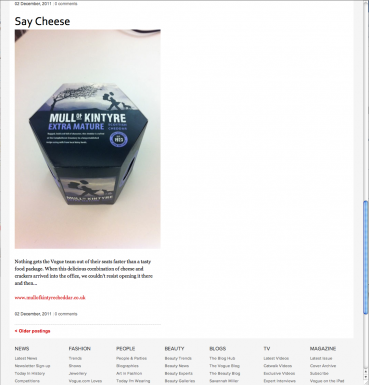 02 December, 2011 | 0 comments
Say Cheese
MULL OF KINTYRE
EXTRA MATURE
Nothing gets the Vogue team out of their seats faster than a tasty
food package. When this delicious combination of cheese and
crackers arrived into the office, we couldn't resist opening it there
and then...
www.mullofkintyrecheddar.co.uk
02 December, 2011 | 0 comments
« Older postings
NEWS FASHION PEOPLE BEAUTY BLOGS TV MAGAZINE
Latest News Trends People & Parties Beauty Trends The Blog Hub Latest Videos Latest Issue
Newsletter Sign up Shows Biographies Beauty News The Vogue Blog Catwalk Videos Cover Archive
Today in History Jewellery Art in Fashion Beauty Experts The Beauty Blog Exclusive Videos Subscribe
Competitions Vogue.com Loves Today I'm Wearing Beauty Galleries Savannah Miller Expert Interviews Vogue on the iPad